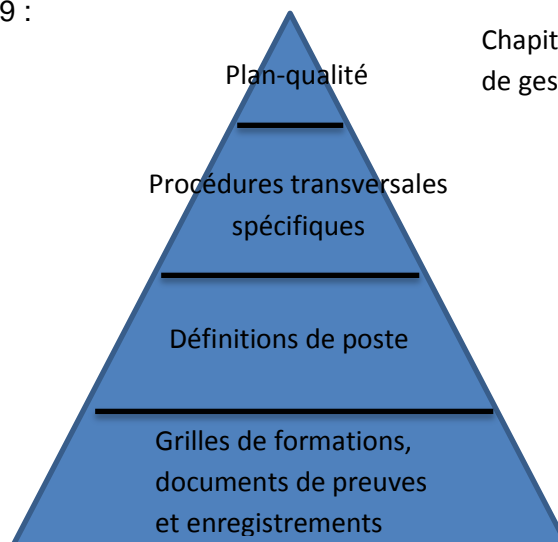 9 :
Chapit
de ges
Plan-qualité
Procédures transversales
spécifiques
Définitions de poste
Grilles de formations,
documents de preuves
et enregistrements